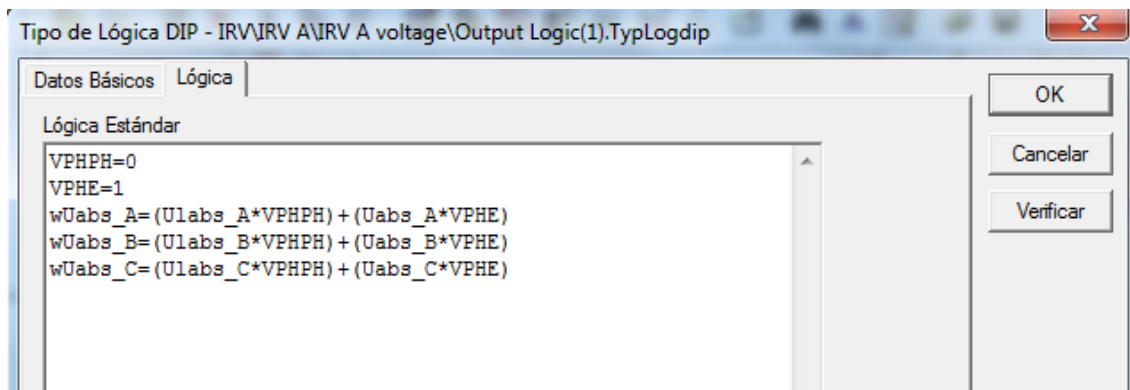 Tipo de Lógica DIP - IRV\IRV A\IRV A voltage\Output Logic(1).TypLogdip
Datos Básicos Lógica
OK
Lógica Estándar
Cancelar
Verificar
VPHPH=0
VPHE=1
wUabs_A=(Ulabs_A*VPHPH)+(Uabs_A*VPHE)
wUabs_B=(Ulabs_B*VPHPH)+(Uabs_B*VPHE)
wUabs_C=(Ulabs_C*VPHPH)+(Uabs_C*VPHE)